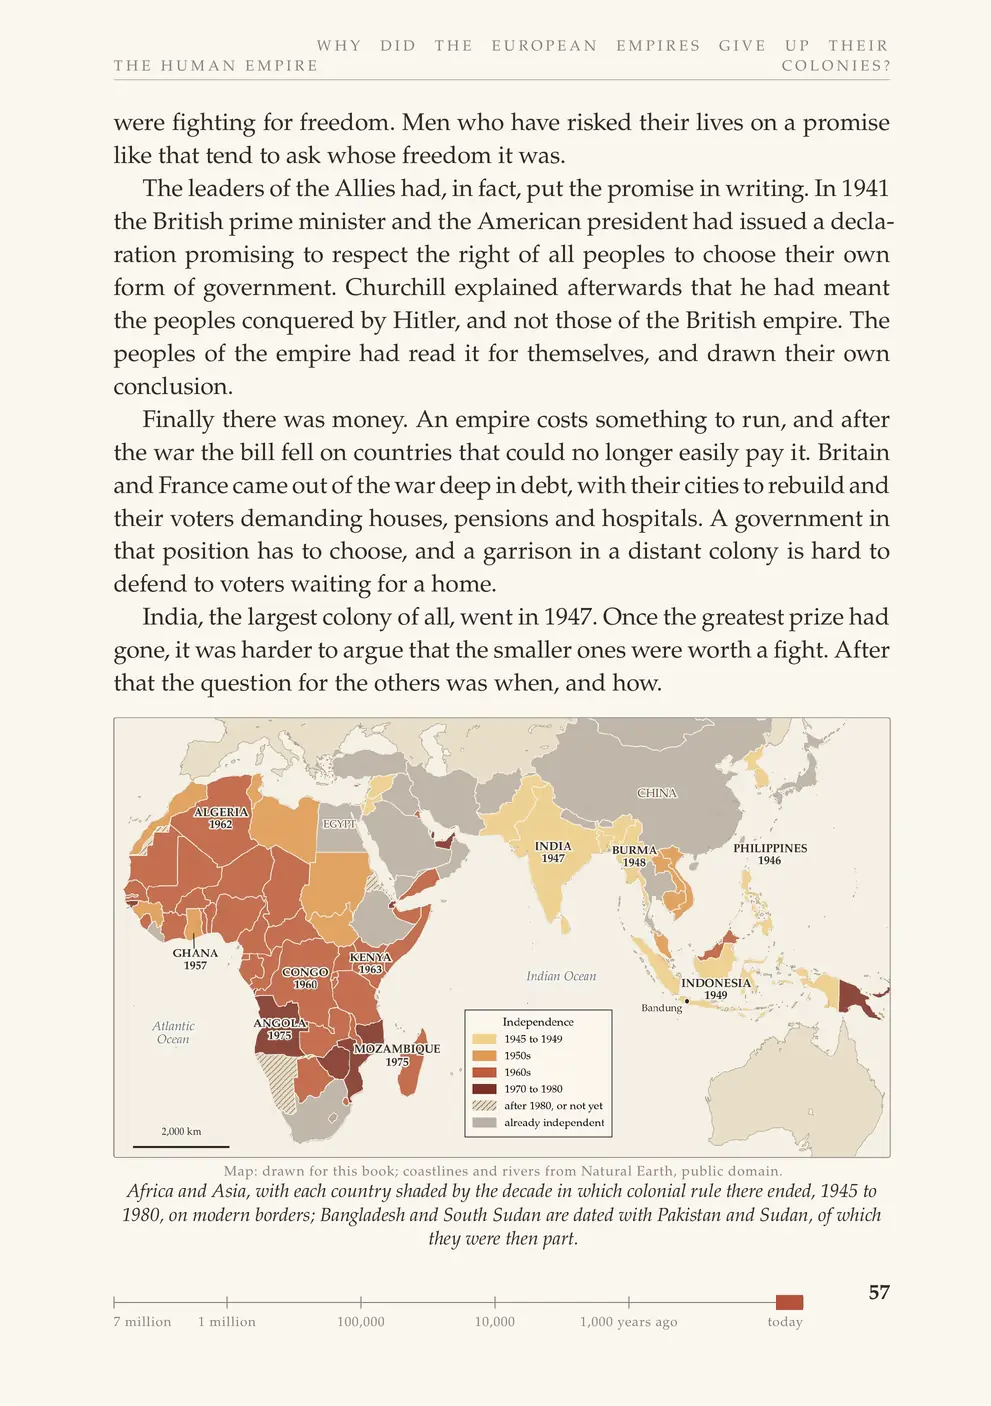 WHY DID THE EUROPEAN EMPIRES GIVE UP THEIR
THE HUMAN EMPIRE COLONIES?
were fighting for freedom. Men who have risked their lives on a promise
like that tend to ask whose freedom it was.
The leaders of the Allies had, in fact, put the promise in writing. In 1941
the British prime minister and the American president had issued a decla-
ration promising to respect the right of all peoples to choose their own
form of government. Churchill explained afterwards that he had meant
the peoples conquered by Hitler, and not those of the British empire. The
peoples of the empire had read it for themselves, and drawn their own
conclusion.
Finally there was money. An empire costs something to run, and after
the war the bill fell on countries that could no longer easily pay it. Britain
and France came out of the war deep in debt, with their cities to rebuild and
their voters demanding houses, pensions and hospitals. A government in
that position has to choose, and a garrison in a distant colony is hard to
defend to voters waiting for a home.
India, the largest colony of all, went in 1947. Once the greatest prize had
gone, it was harder to argue that the smaller ones were worth a fight. After
that the question for the others was when, and how.
CHINA
ALGERIA
1962
EGYPT
INDIA
1947
BURMA
1948
PHILIPPINES
1946
GHANA
1957
KENYA
1963
CONGO
1960
Indian Ocean
INDONESIA
1949
Bandung
Atlantic
Ocean
ANGOLA
1975
MOZAMBIQUE
1975
Independence
1945 to 1949
1950s
1960s
1970 to 1980
after 1980, or not yet
already independent
2,000 km
Map: drawn for this book; coastlines and rivers from Natural Earth, public domain.
Africa and Asia, with each country shaded by the decade in which colonial rule there ended, 1945 to
1980, on modern borders; Bangladesh and South Sudan are dated with Pakistan and Sudan, of which
they were then part.
57
7 million 1 million 100,000 10,000 1,000 years ago today